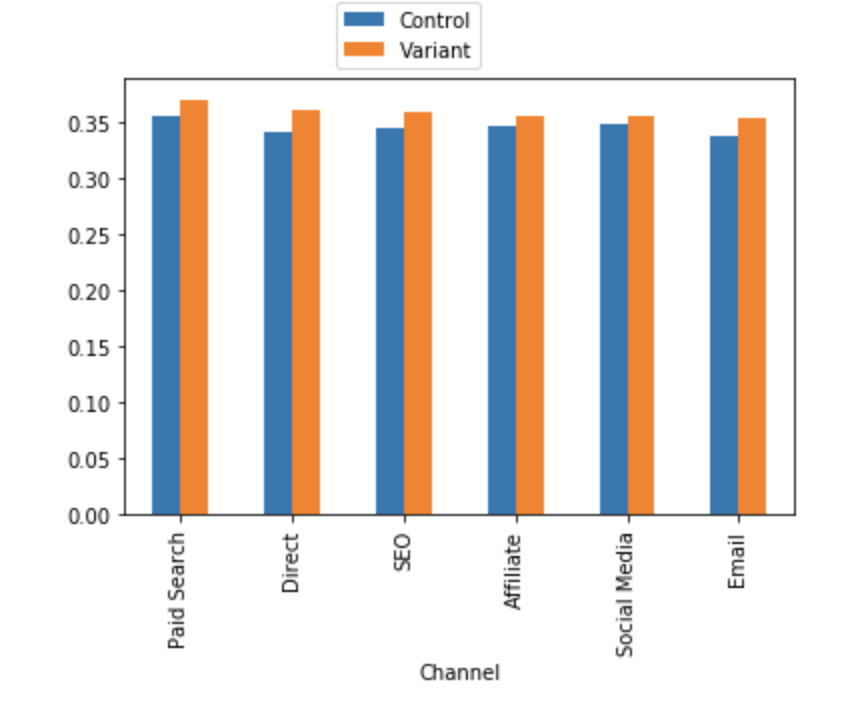 Control
Variant
0.35
0.30
0.25
0.20
0.15
0.10
0.05
0.00
Paid Search
Direct
SEO
Affiliate
Social Media
Email
Channel